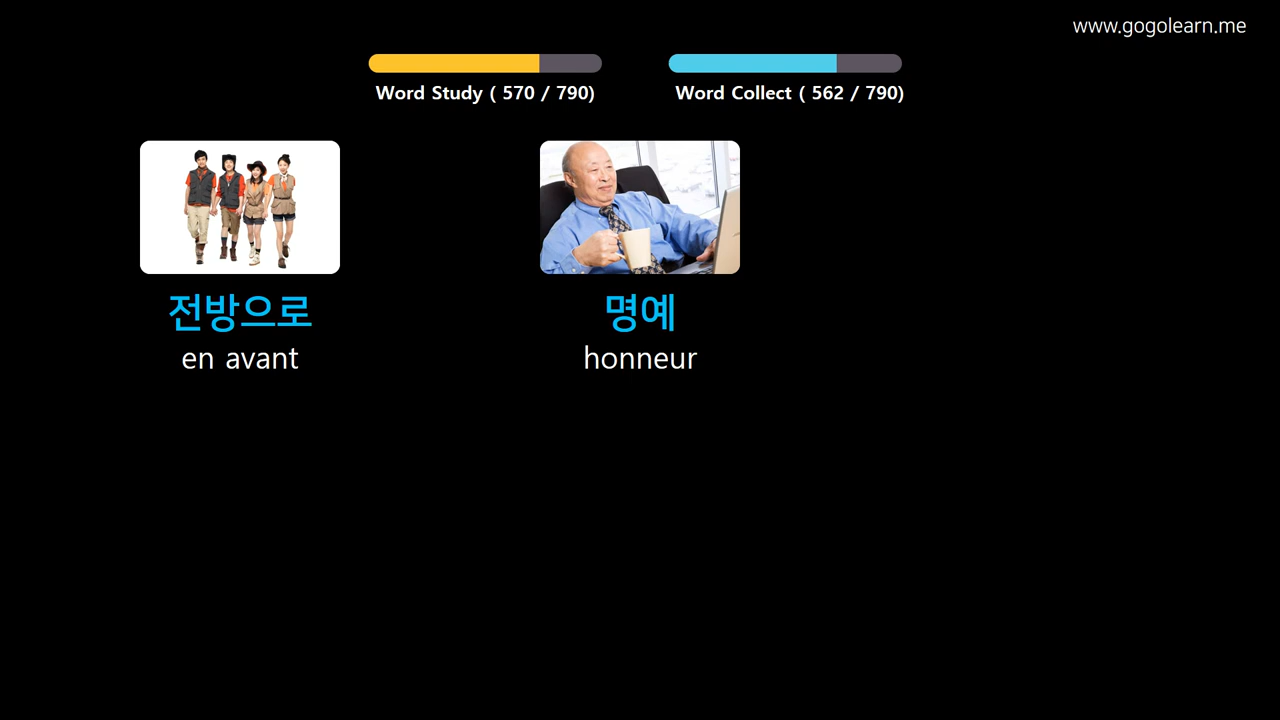 www.gogolearn.me
Word Study ( 570 / 790)
Word Collect ( 562 / 790)
전방으로
en avant
명예
honneur